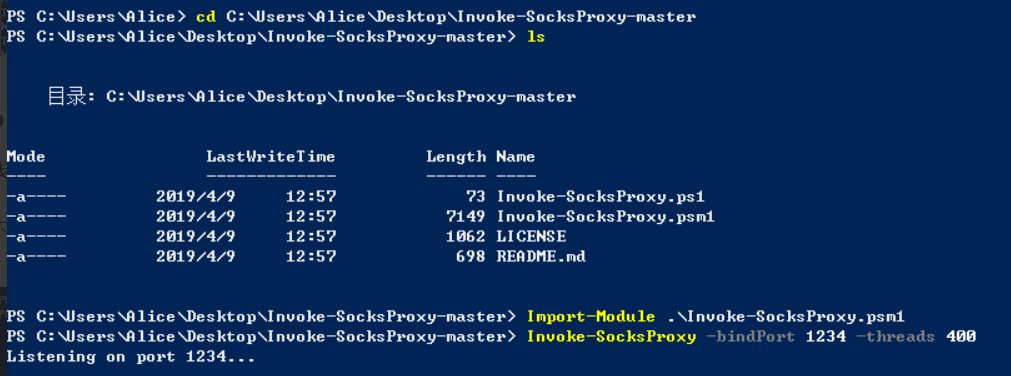 PS C:\Users\Alice> cd C:\Users\Alice\Desktop\Invoke-SocksProxy-master
PS C:\Users\Alice\Desktop\Invoke-SocksProxy-master> ls
目录: C:\Users\Alice\Desktop\Invoke-SocksProxy-master
Mode LastWriteTime Length Name
---- ------------- ------ ----
-a---- 2019/4/9 12:57 73 Invoke-SocksProxy.ps1
-a---- 2019/4/9 12:57 7149 Invoke-SocksProxy.psm1
-a---- 2019/4/9 12:57 1062 LICENSE
-a---- 2019/4/9 12:57 698 README.md
PS C:\Users\Alice\Desktop\Invoke-SocksProxy-master> Import-Module .\Invoke-SocksProxy.psm1
PS C:\Users\Alice\Desktop\Invoke-SocksProxy-master> Invoke-SocksProxy -bindPort 1234 -threads 400
Listening on port 1234...